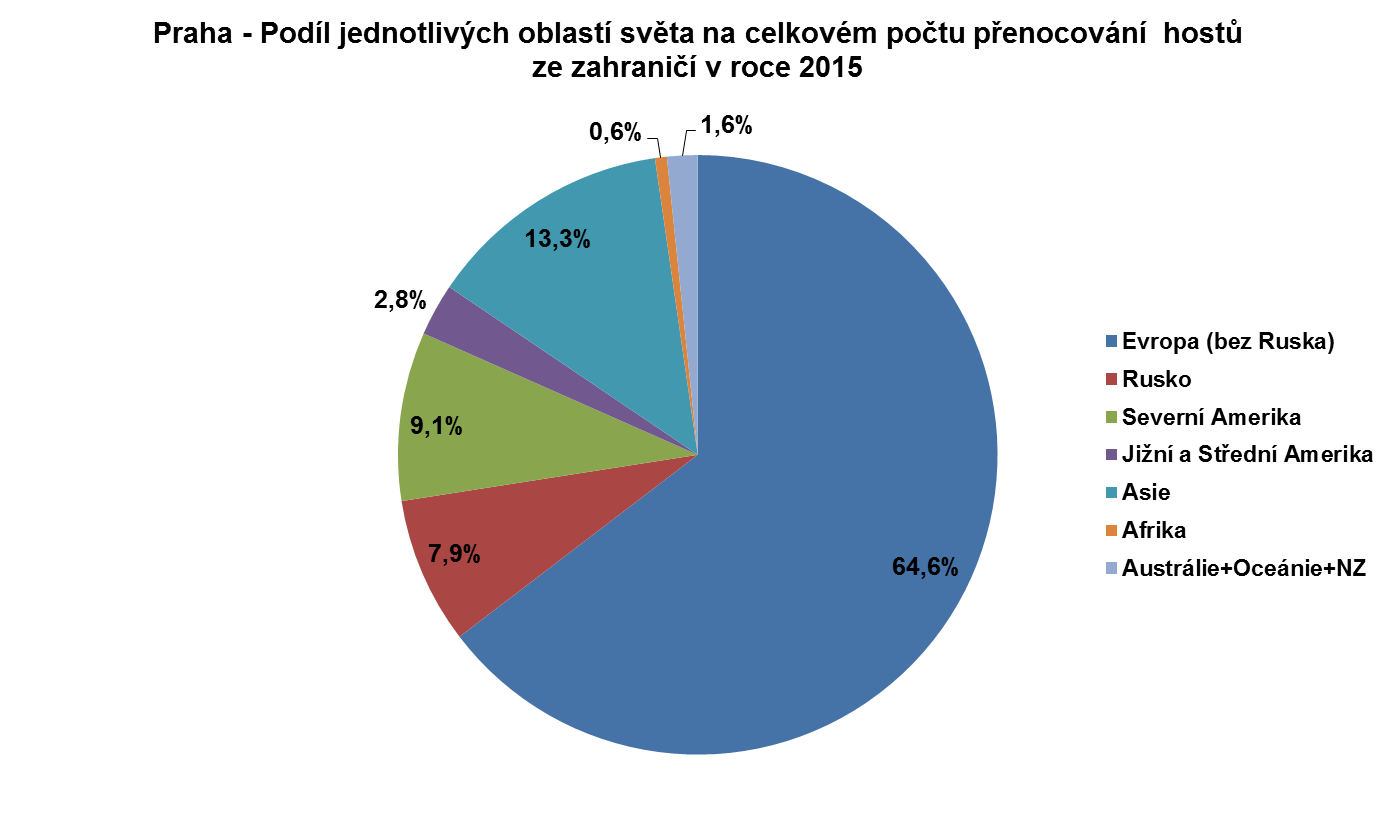 Praha - Podíl jednotlivých oblastí světa na celkovém počtu přenocování  hostů
ze zahraničí v roce 2015
0,6%
1,6%
13,3%
2,8%
9,1%
7,9%
64,6%
Evropa (bez Ruska)
Rusko
Severní Amerika
Jižní a Střední Amerika
Asie
Afrika
Austrálie+Oceánie+NZ